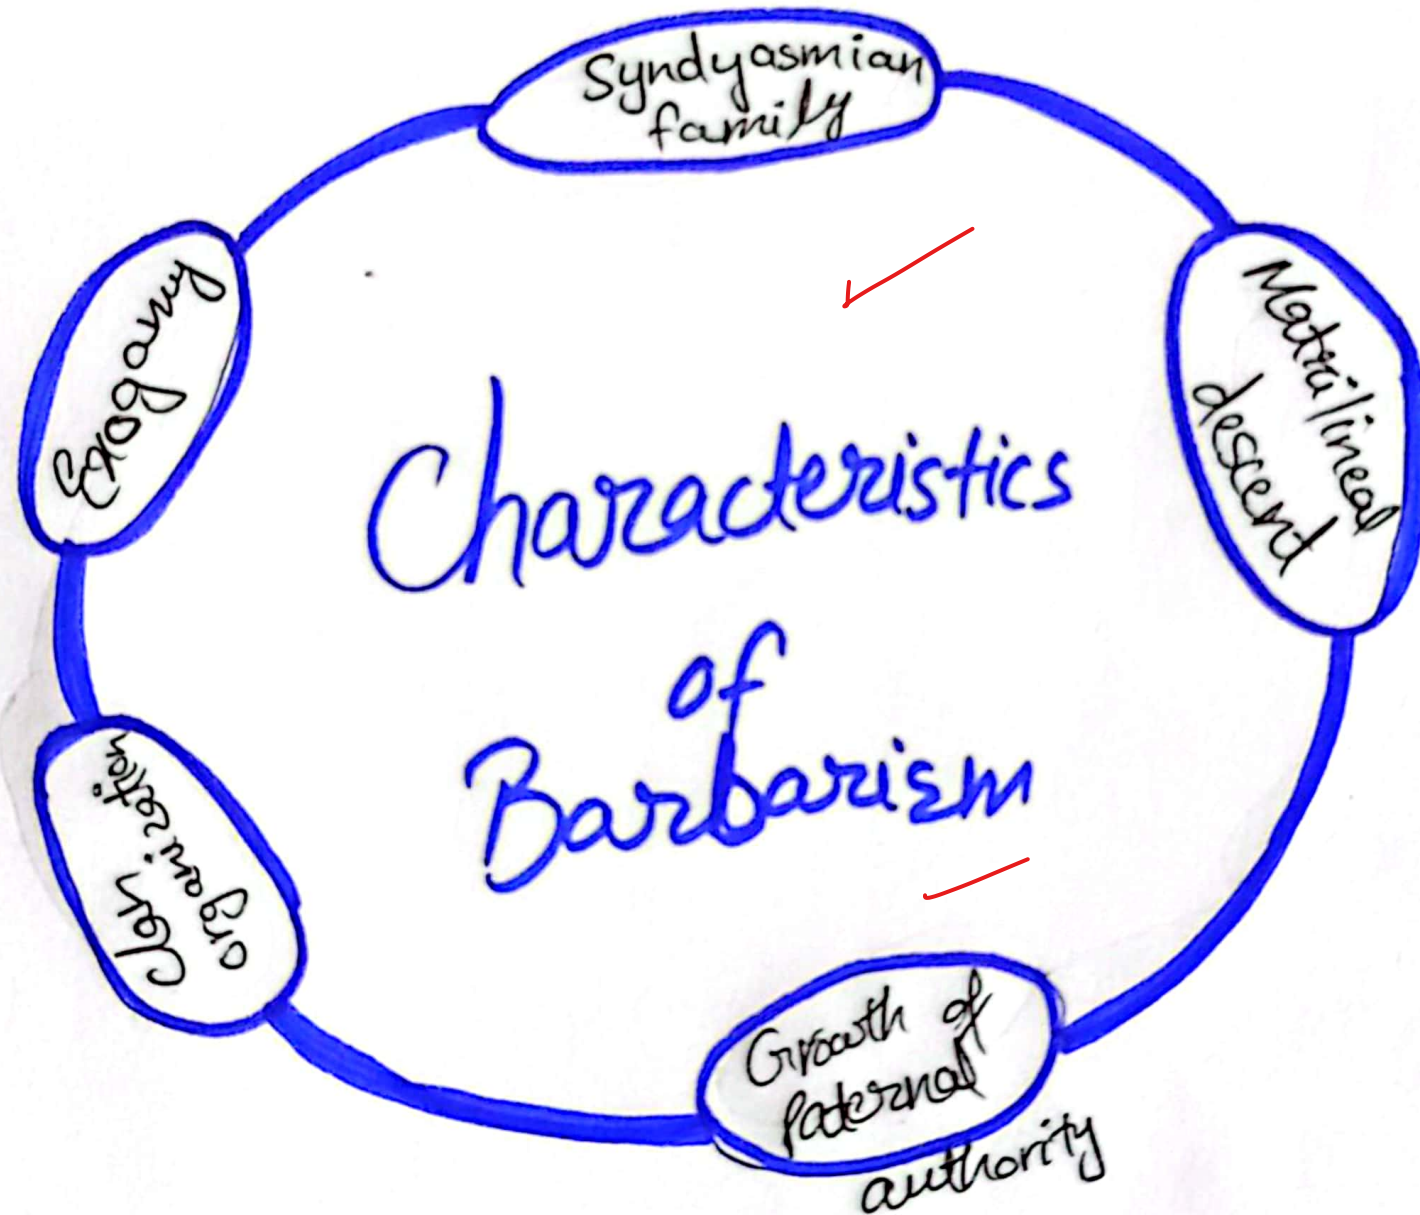 Syndyasmian
family
Matrilineal
descent
Exogamy
Characteristics
of
Barbarism
Clan
organization
Growth of
paternal
authority